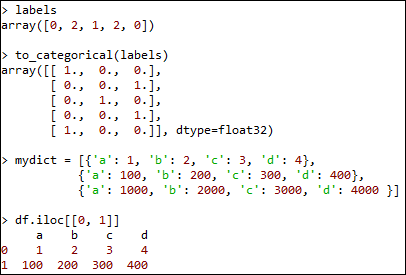 > labels
array([0, 2, 1, 2, 0])
> to_categorical(labels)
array([[ 1., 0., 0.],
[ 0., 0., 1.],
[ 0., 1., 0.],
[ 0., 0., 1.],
[ 1., 0., 0.]], dtype=float32)
> mydict = [{'a': 1, 'b': 2, 'c': 3, 'd': 4},
{'a': 100, 'b': 200, 'c': 300, 'd': 400},
{'a': 1000, 'b': 2000, 'c': 3000, 'd': 4000 }]
> df.iloc[[0, 1]]
a b c d
0 1 2 3 4
1 100 200 300 400